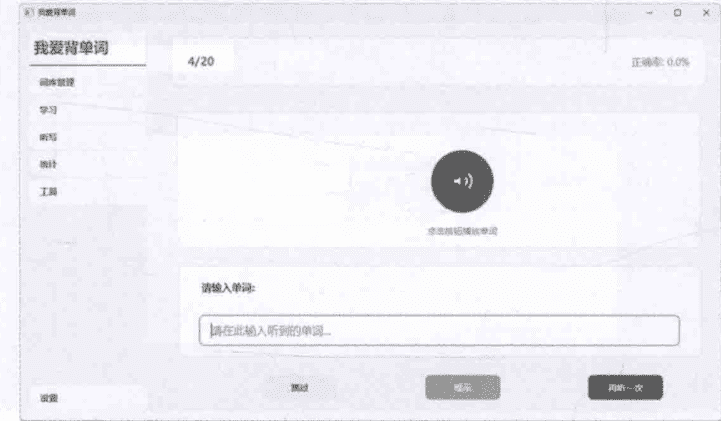 我爱背单词
我爱背单词
4/20
正确率: 0.0%
词库管理
学习
听写
统计
工具
点击按钮播放单词
请输入单词:
请在此输入听到的单词...
跳过
再听一次
设置